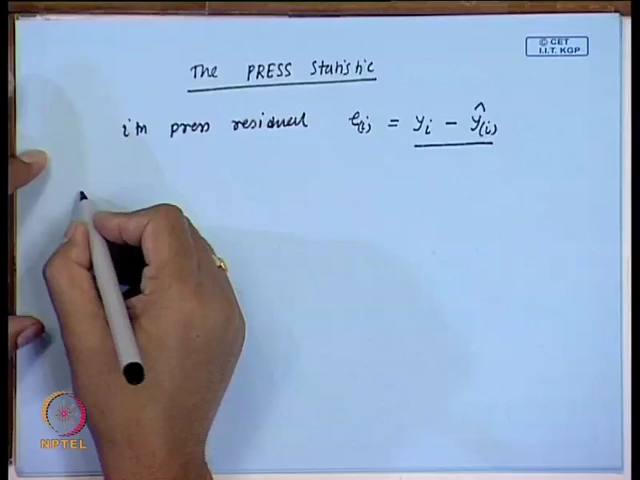 © CET
I.I.T. KGP
The PRESS Statistic
ith press residual e(i) = yi - ŷ(i)
NPTEL